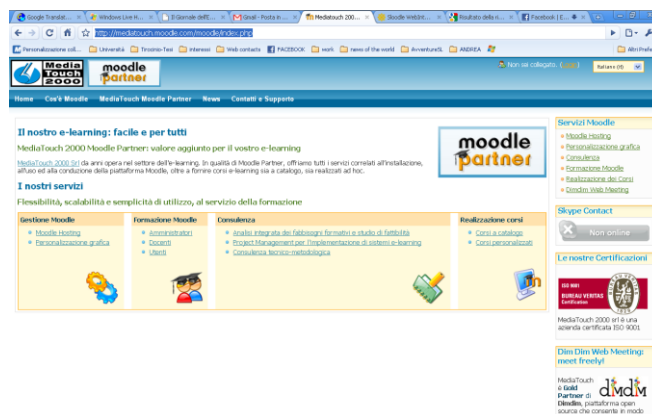 Google Translat...
Windows Live H...
Il Giornale dell'E...
Gmail - Posta in ...
Mediatouch 200...
Risultato della n...
Facebook | E...
http://mediatouch.moodle.com/moodle/index.php
Personalizzazione coll...
Università
Tirocinio-Tesi
interessi
Web contacts
FACEBOOK
work
news of the world
AvventureSL
ANDREA
Altri Prefe
Media Touch 2000
moodle partner
Non sei collegato.
Italiano (it)
Home
Cos'è Moodle
MediaTouch Moodle Partner
News
Contatti e Supporto
Il nostro e-learning: facile e per tutti
MediaTouch 2000 Moodle Partner: valore aggiunto per il vostro e-learning
MediaTouch 2000 Srl da anni opera nel settore dell'e-learning. In qualità di Moodle Partner, offriamo tutti i servizi correlati all'installazione,
all'uso ed alla conduzione della piattaforma Moodle, oltre a fornire corsi e-learning sia a catalogo, sia realizzati ad hoc.
moodle partner
I nostri servizi
Flessibilità, scalabilità e semplicità di utilizzo, al servizio della formazione
Gestione Moodle
Moodle Hosting
Personalizzazione grafica
Formazione Moodle
Amministratori
Docenti
Utenti
Consulenza
Analisi integrata dei fabbisogni formativi e studio di fattibilità
Project Management per l'implementazione di sistemi e-learning
Consulenza tecnico-metodologica
Realizzazione corsi
Corsi a catalogo
Corsi personalizzati
Servizi Moodle
Moodle Hosting
Personalizzazione grafica
Consulenza
Formazione Moodle
Realizzazione dei Corsi
Dimdim Web Meeting
Skype Contact
Non online
Le nostre Certificazioni
ISO 9001
BUREAU VERITAS
Certification
MediaTouch 2000 srl è una
azienda certificata ISO 9001
Dim Dim Web Meeting:
meet freely!
MediaTouch
è Gold
Partner di
Dimdim, piattaforma open
source che consente in modo
dimdim